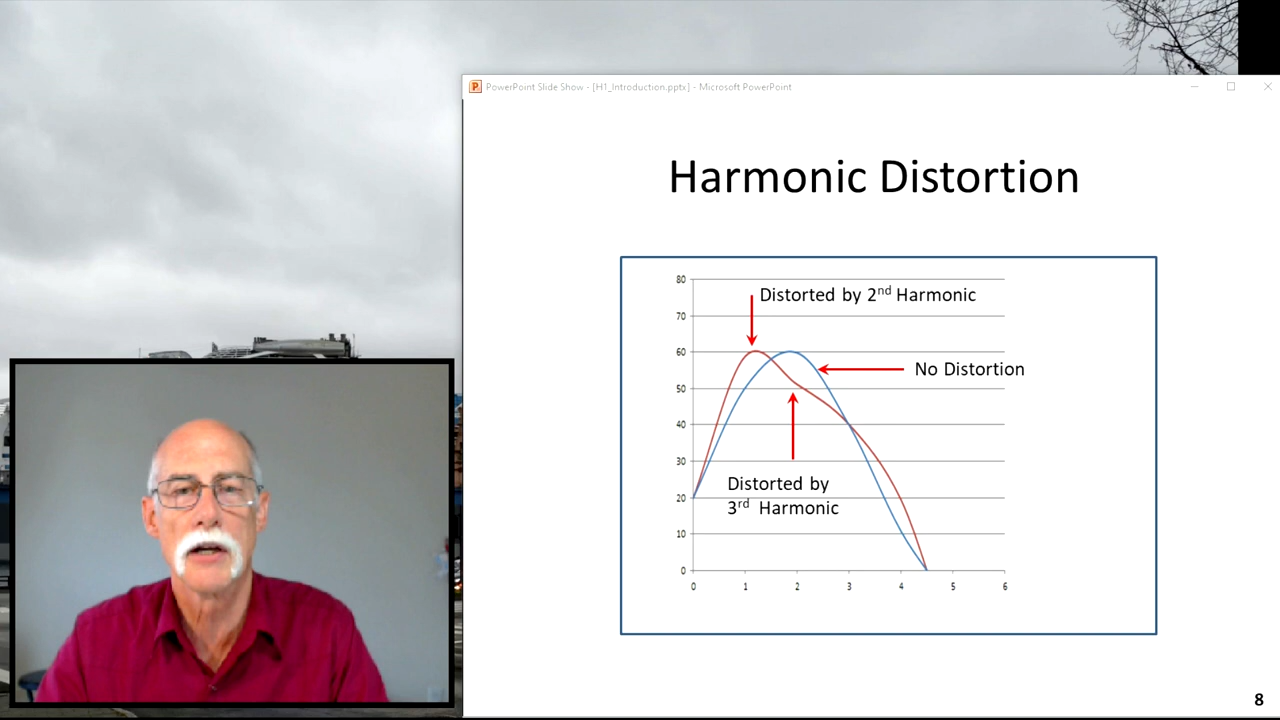 PowerPoint Slide Show - [H1_Introduction.pptx] - Microsoft PowerPoint
Harmonic Distortion
80
Distorted by 2nd Harmonic
70
60
No Distortion
50
40
30
Distorted by
20
3rd Harmonic
10
0
0 1 2 3 4 5 6
8